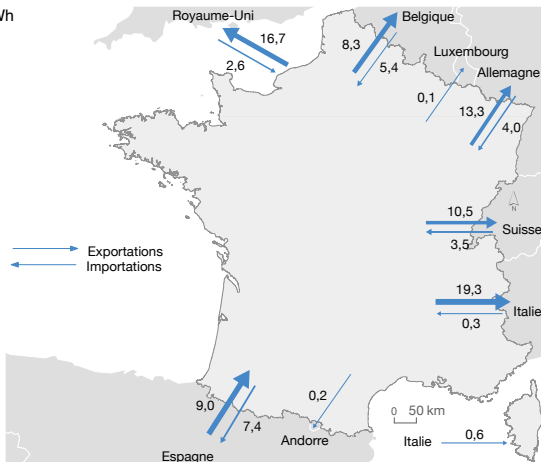 Wh
Royaume-Uni
16,7
2,6
Belgique
8,3
5,4
Luxembourg
0,1
Allemagne
13,3
4,0
N
10,5
Suisse
3,5
Exportations
Importations
19,3
Italie
0,3
0,2
9,0
7,4
Andorre
Espagne
0 50 km
Italie
0,6